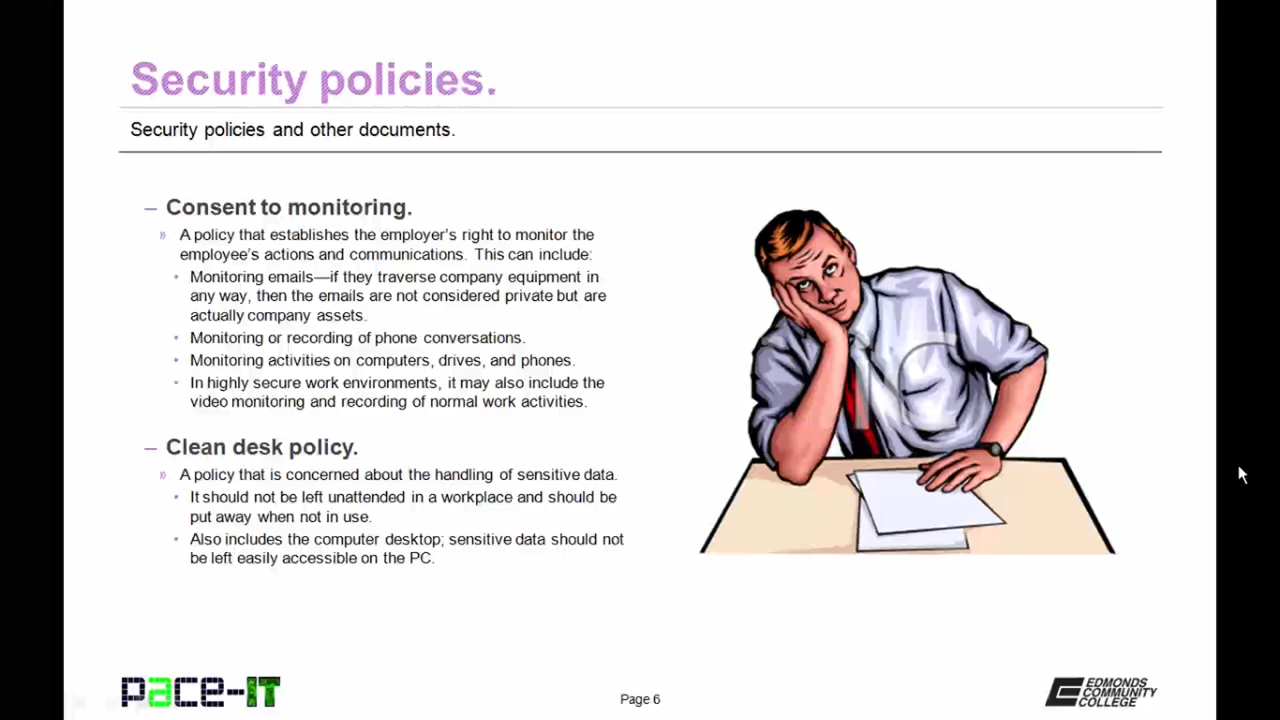 Security policies.
Security policies and other documents.
– Consent to monitoring.
» A policy that establishes the employer's right to monitor the
employee's actions and communications. This can include:
• Monitoring emails—if they traverse company equipment in
any way, then the emails are not considered private but are
actually company assets.
• Monitoring or recording of phone conversations.
• Monitoring activities on computers, drives, and phones.
• In highly secure work environments, it may also include the
video monitoring and recording of normal work activities.
– Clean desk policy.
» A policy that is concerned about the handling of sensitive data.
• It should not be left unattended in a workplace and should be
put away when not in use.
• Also includes the computer desktop; sensitive data should not
be left easily accessible on the PC.
pace-IT
Page 6
EDMONDS
COMMUNITY
COLLEGE